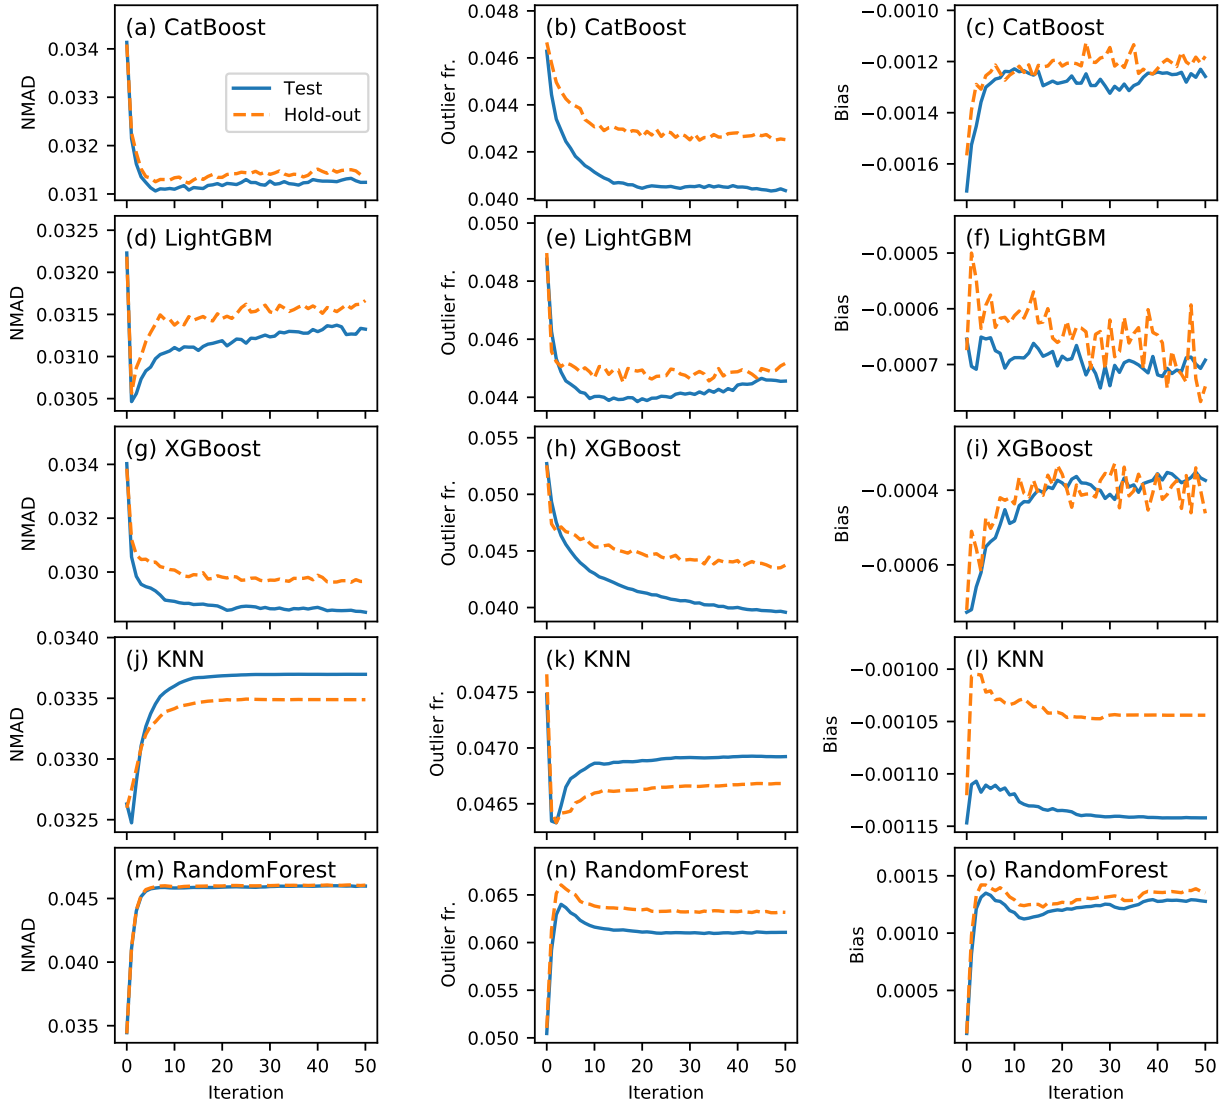 (a) CatBoost
NMAD
0.034
0.033
0.032
0.031
Test
Hold-out
(b) CatBoost
Outlier fr.
0.048
0.046
0.044
0.042
0.040
(c) CatBoost
Bias
−0.0010
−0.0012
−0.0014
−0.0016
(d) LightGBM
NMAD
0.0325
0.0320
0.0315
0.0310
0.0305
(e) LightGBM
Outlier fr.
0.050
0.048
0.046
0.044
(f) LightGBM
Bias
−0.0005
−0.0006
−0.0007
(g) XGBoost
NMAD
0.034
0.032
0.030
(h) XGBoost
Outlier fr.
0.055
0.050
0.045
0.040
(i) XGBoost
Bias
−0.0004
−0.0006
(j) KNN
NMAD
0.0340
0.0335
0.0330
0.0325
(k) KNN
Outlier fr.
0.0475
0.0470
0.0465
(l) KNN
Bias
−0.00100
−0.00105
−0.00110
−0.00115
(m) RandomForest
NMAD
0.045
0.040
0.035
0 10 20 30 40 50
Iteration
(n) RandomForest
Outlier fr.
0.065
0.060
0.055
0.050
0 10 20 30 40 50
Iteration
(o) RandomForest
Bias
0.0015
0.0010
0.0005
0 10 20 30 40 50
Iteration